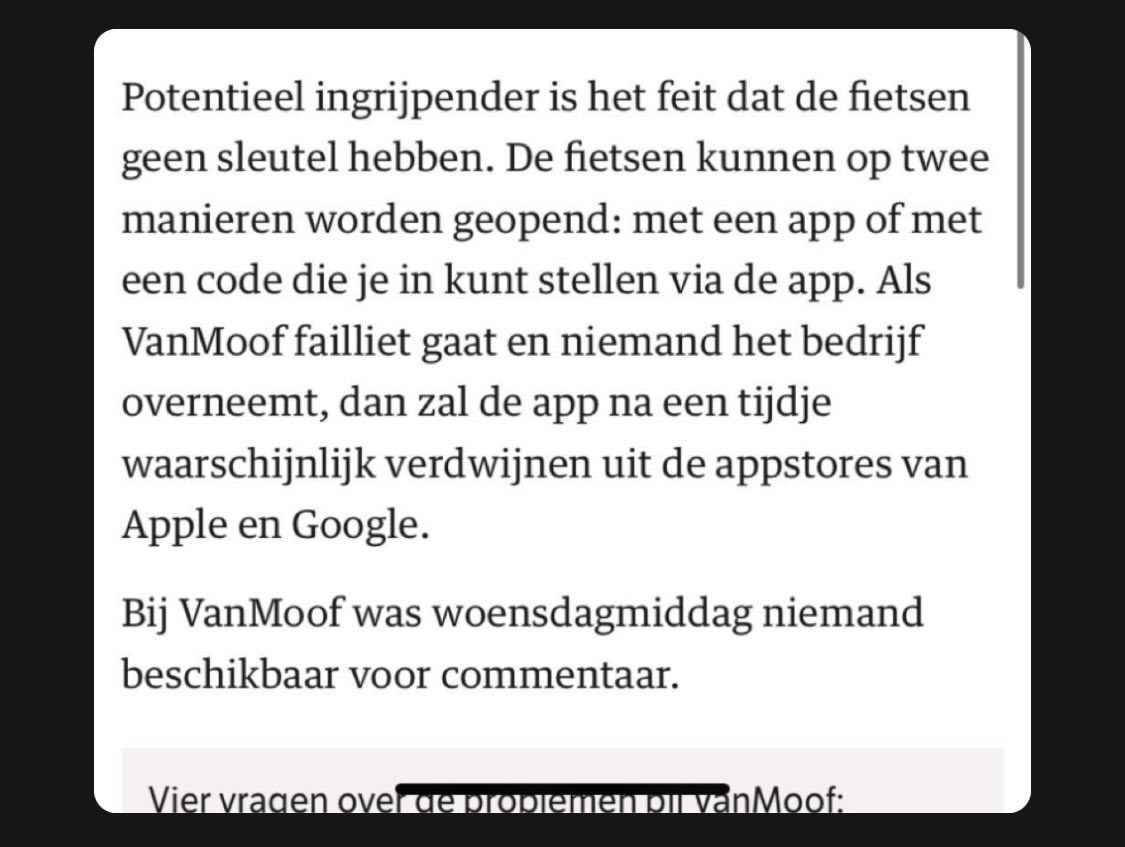 Potentieel ingrijpender is het feit dat de fietsen
geen sleutel hebben. De fietsen kunnen op twee
manieren worden geopend: met een app of met
een code die je in kunt stellen via de app. Als
VanMoof failliet gaat en niemand het bedrijf
overneemt, dan zal de app na een tijdje
waarschijnlijk verdwijnen uit de appstores van
Apple en Google.
Bij VanMoof was woensdagmiddag niemand
beschikbaar voor commentaar.
Vier vragen over de problemen bij VanMoof: